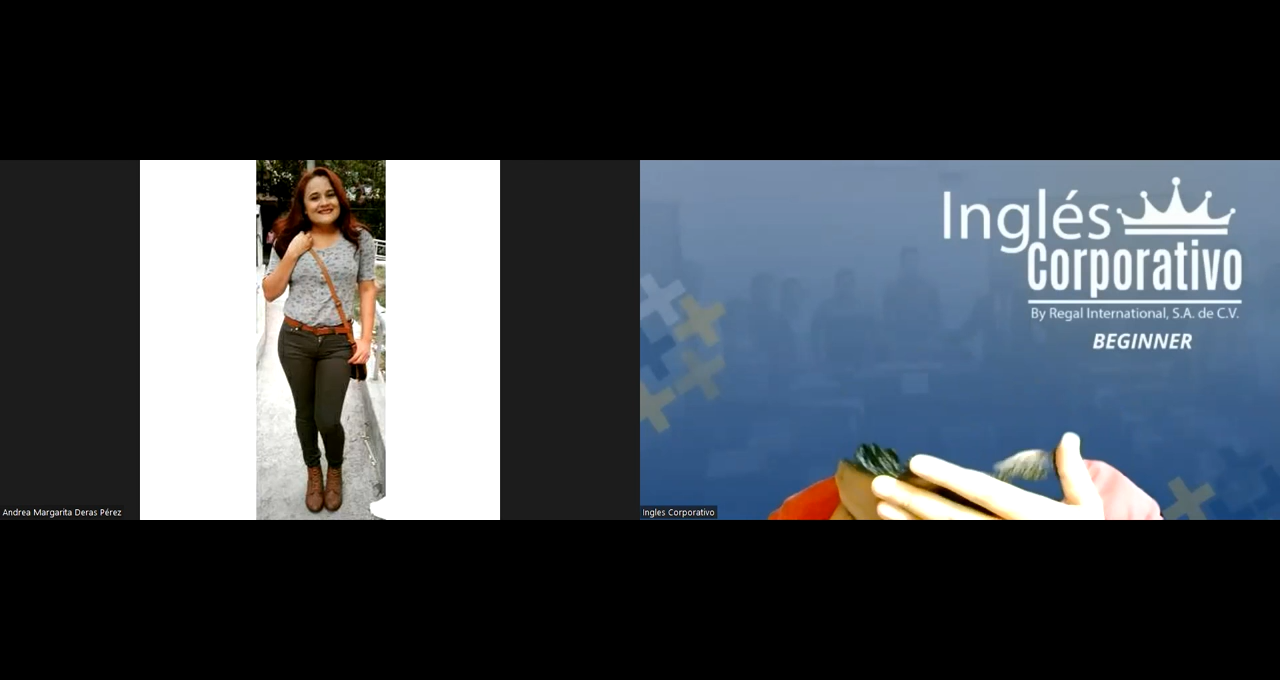 Inglés
Corporativo
By Regal International, S.A. de C.V.
BEGINNER
Andrea Margarita Deras Pérez
Ingles Corporativo